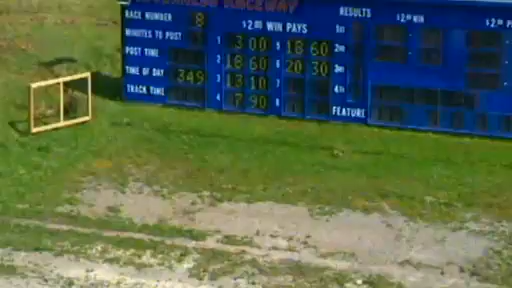 RACEWAY
RACE NUMBER 8
MINUTES TO POST
POST TIME
TIME OF DAY 349
TRACK TIME
$2.00 WIN PAYS
1 3 00 5 18 60
2 18 60 6 20 30
3 13 10 7
4 7 90 8
RESULTS $2.00 WIN $2.00 P
1st
2nd
3rd
4th
FEATURE